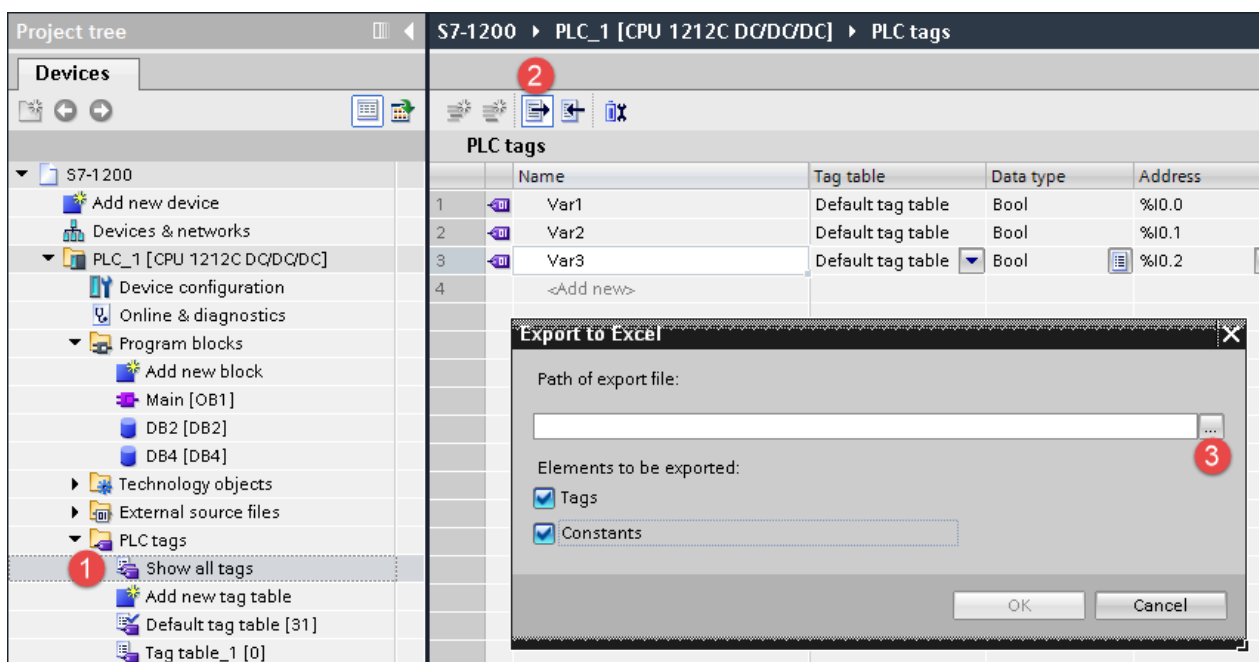 Project tree
Devices
S7-1200
Add new device
Devices & networks
PLC_1 [CPU 1212C DC/DC/DC]
Device configuration
Online & diagnostics
Program blocks
Add new block
Main [OB1]
DB2 [DB2]
DB4 [DB4]
Technology objects
External source files
PLC tags
1 Show all tags
Add new tag table
Default tag table [31]
Tag table_1 [0]
S7-1200 PLC_1 [CPU 1212C DC/DC/DC] PLC tags
2
PLC tags
Name Tag table Data type Address
1 Var1 Default tag table Bool %I0.0
2 Var2 Default tag table Bool %I0.1
3 Var3 Default tag table Bool %I0.2
4 <Add new>
Export to Excel
Path of export file:
...
3
Elements to be exported:
Tags
Constants
OK Cancel